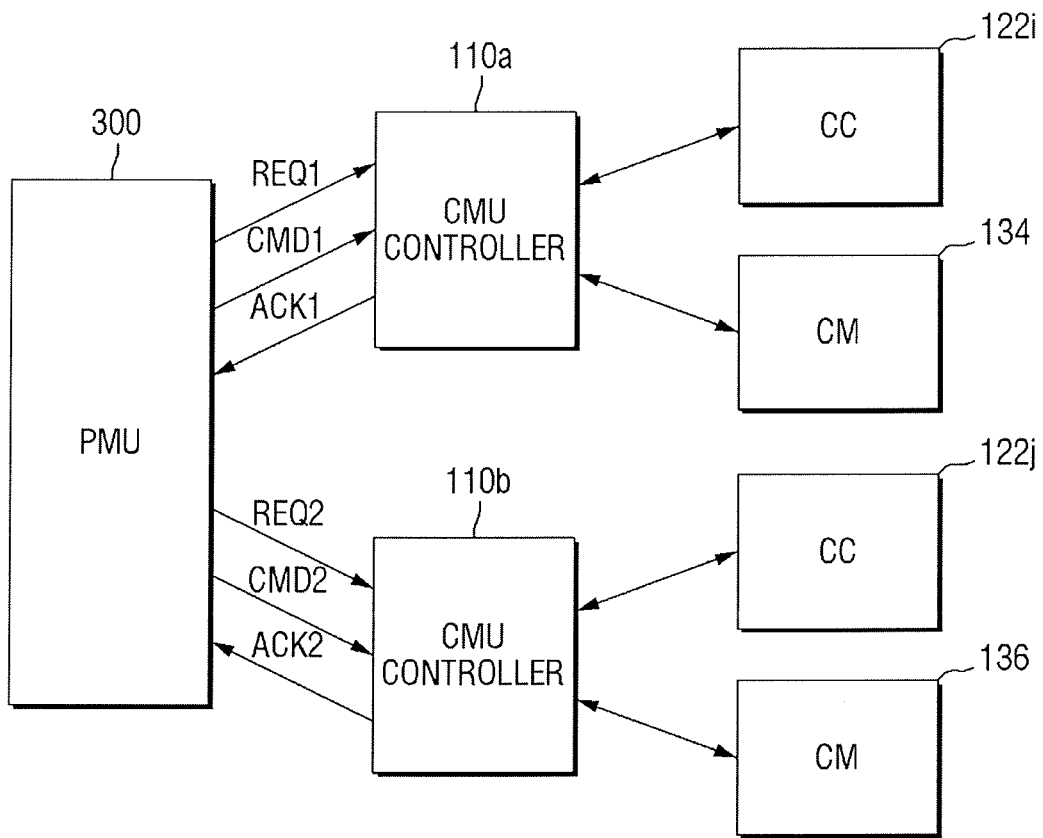 122i
110a
CC
300
REQ1
CMD1
ACK1
CMU
CONTROLLER
134
CM
PMU
122j
110b
REQ2
CMD2
ACK2
CC
CMU
CONTROLLER
136
CM